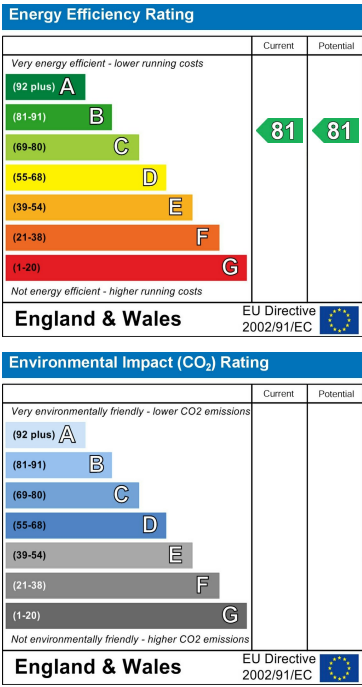 Energy Efficiency Rating
Current Potential
Very energy efficient - lower running costs
(92 plus) A
(81-91) B
81 81
(69-80) C
(55-68) D
(39-54) E
(21-38) F
(1-20) G
Not energy efficient - higher running costs
England & Wales
EU Directive
2002/91/EC
Environmental Impact (CO₂) Rating
Current Potential
Very environmentally friendly - lower CO2 emissions
(92 plus) A
(81-91) B
(69-80) C
(55-68) D
(39-54) E
(21-38) F
(1-20) G
Not environmentally friendly - higher CO2 emissions
England & Wales
EU Directive
2002/91/EC